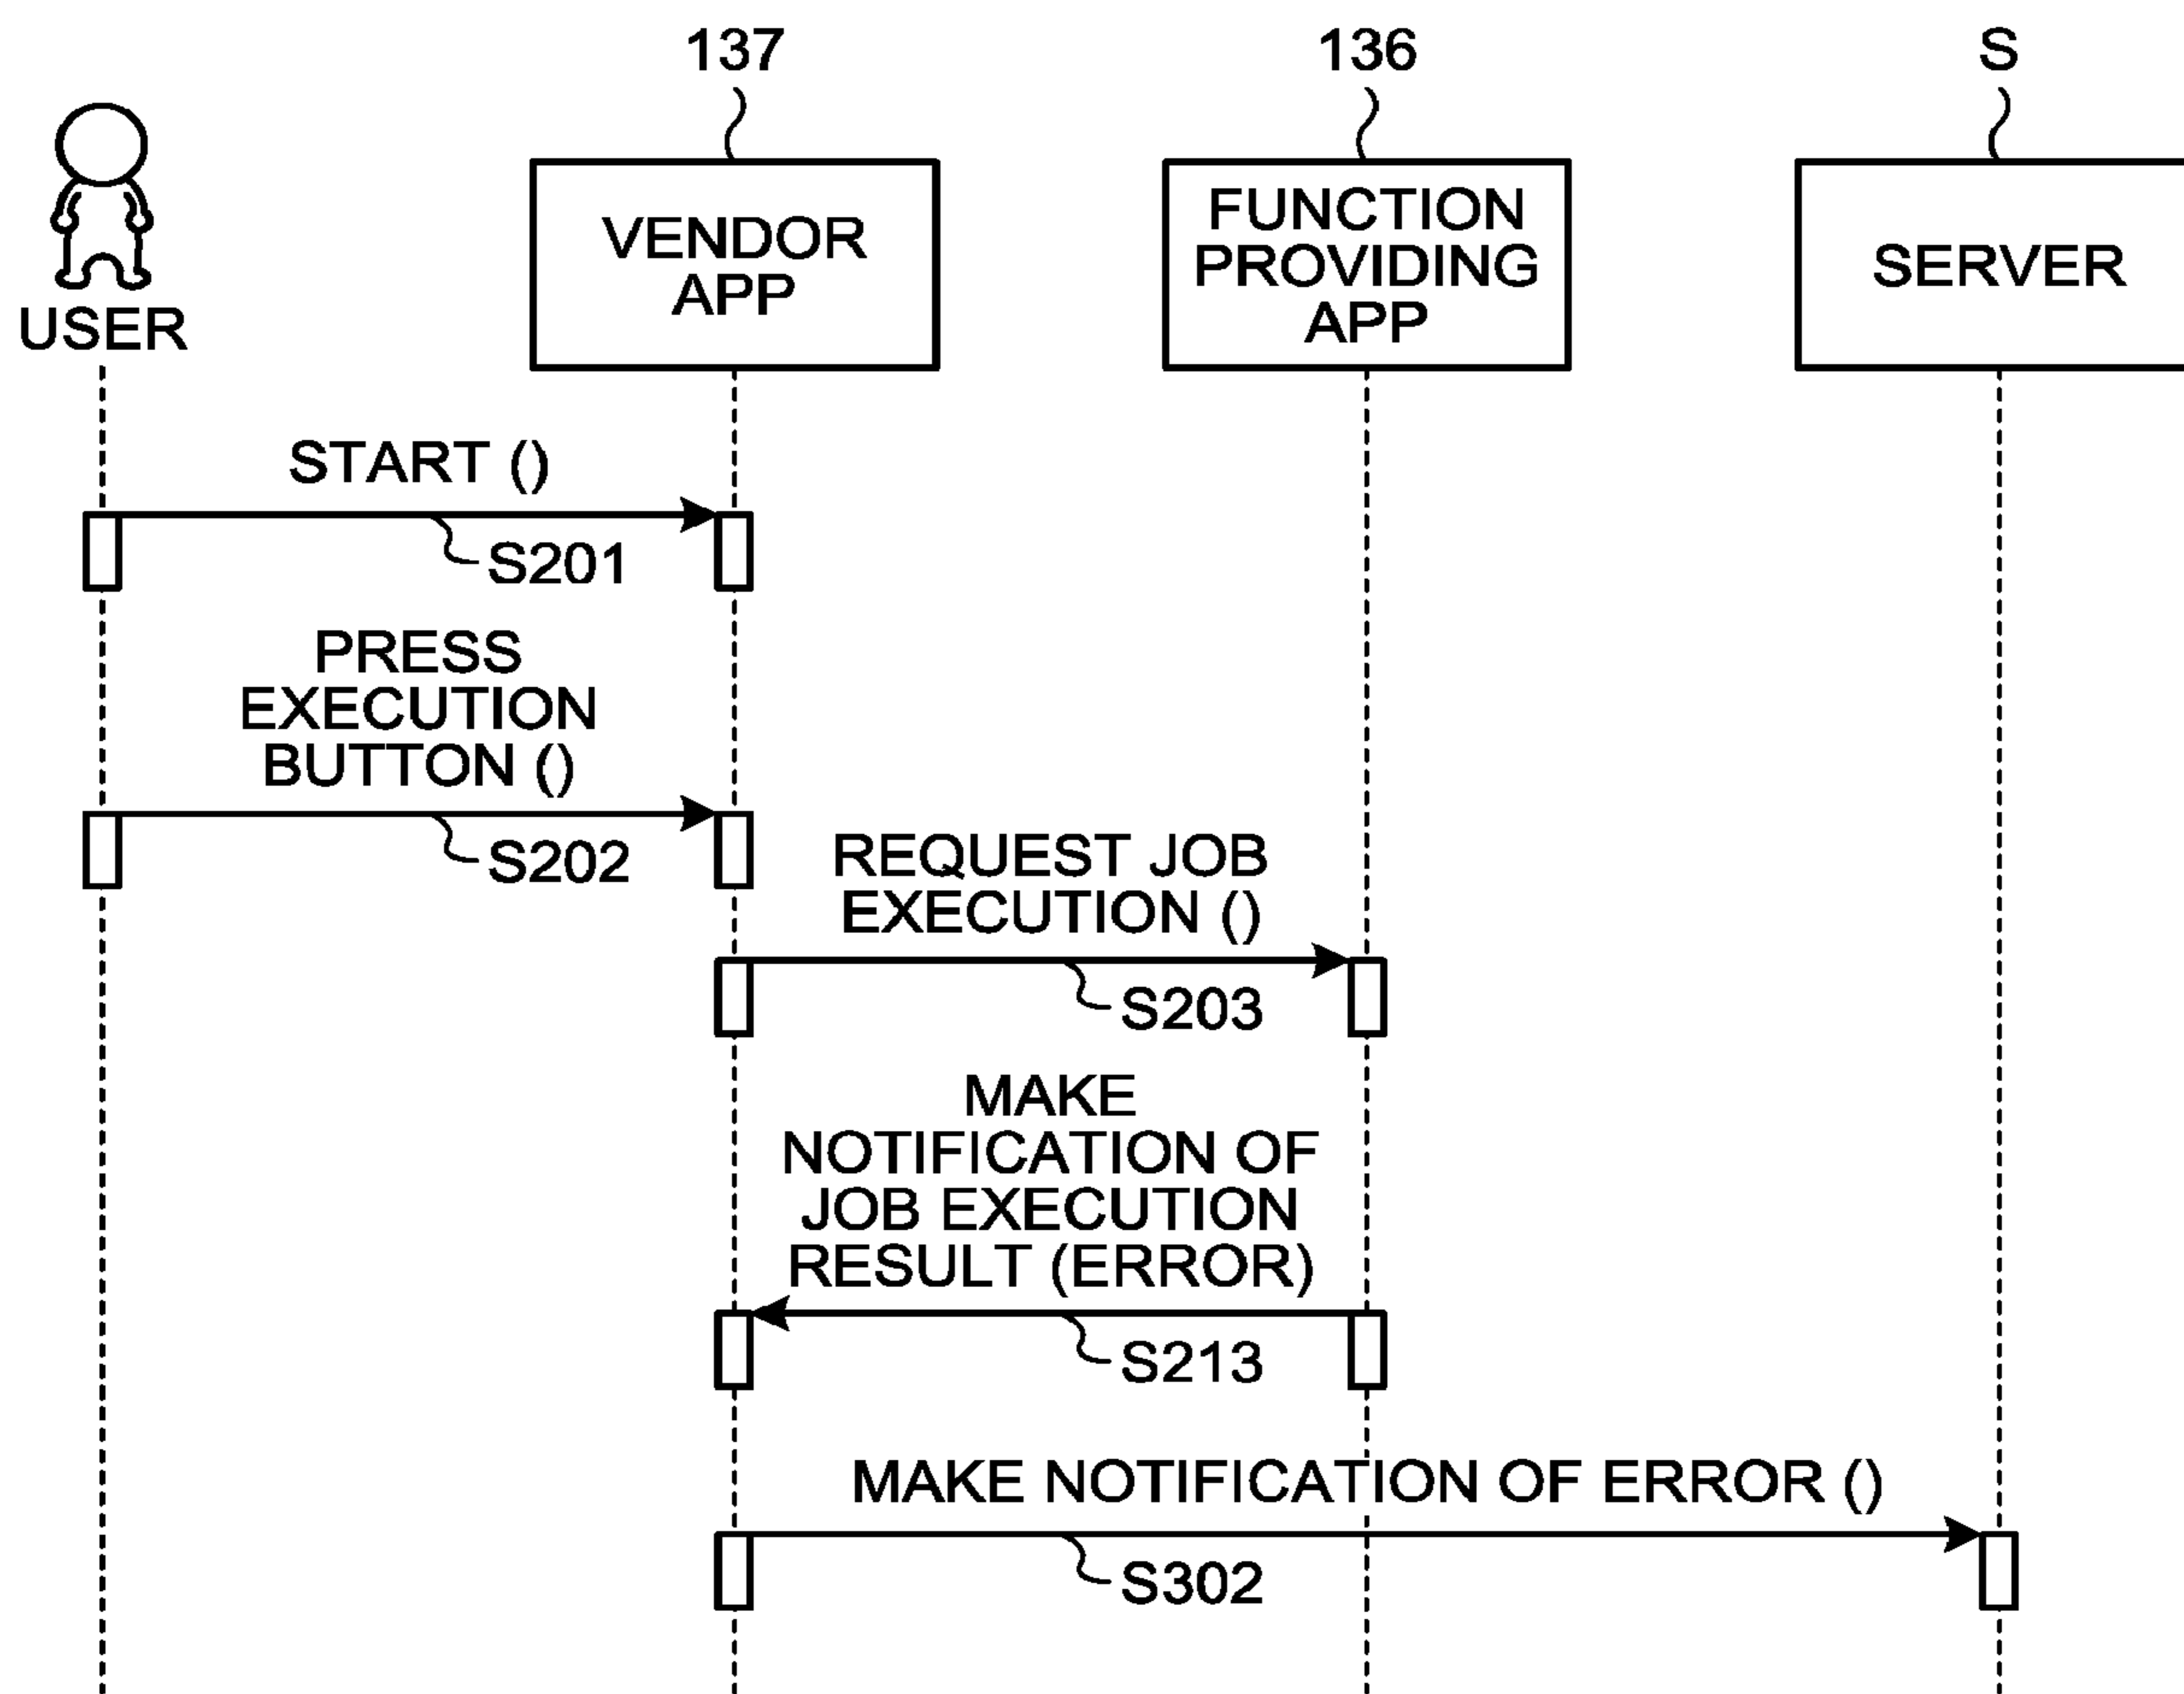 137
136
S
USER
VENDOR
APP
FUNCTION
PROVIDING
APP
SERVER
START ()
S201
PRESS
EXECUTION
BUTTON ()
S202
REQUEST JOB
EXECUTION ()
S203
MAKE
NOTIFICATION OF
JOB EXECUTION
RESULT (ERROR)
S213
MAKE NOTIFICATION OF ERROR ()
S302